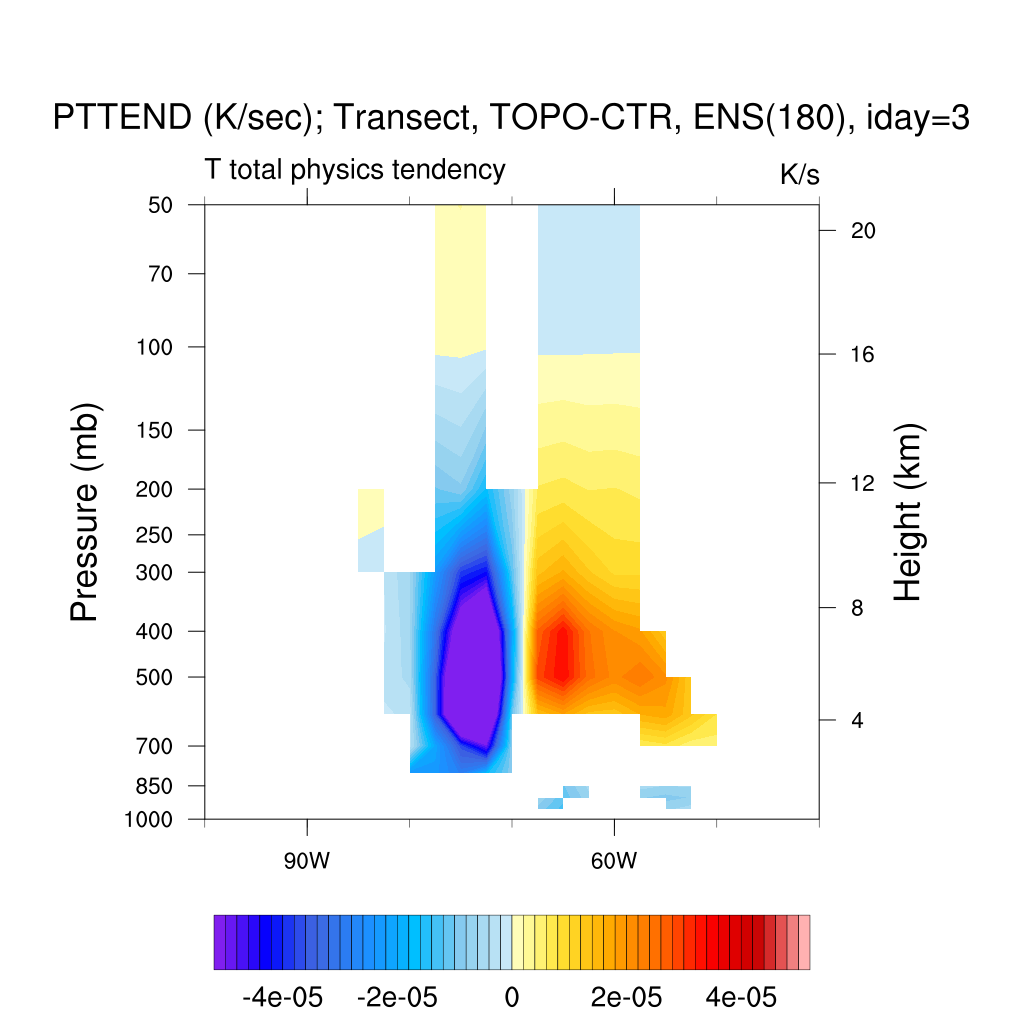 PTTEND (K/sec); Transect, TOPO-CTR, ENS(180), iday=3
T total physics tendency
K/s
50
70
100
150
200
250
300
400
500
700
850
1000
Pressure (mb)
20
16
12
8
4
Height (km)
90W
60W
-4e-05
-2e-05
0
2e-05
4e-05